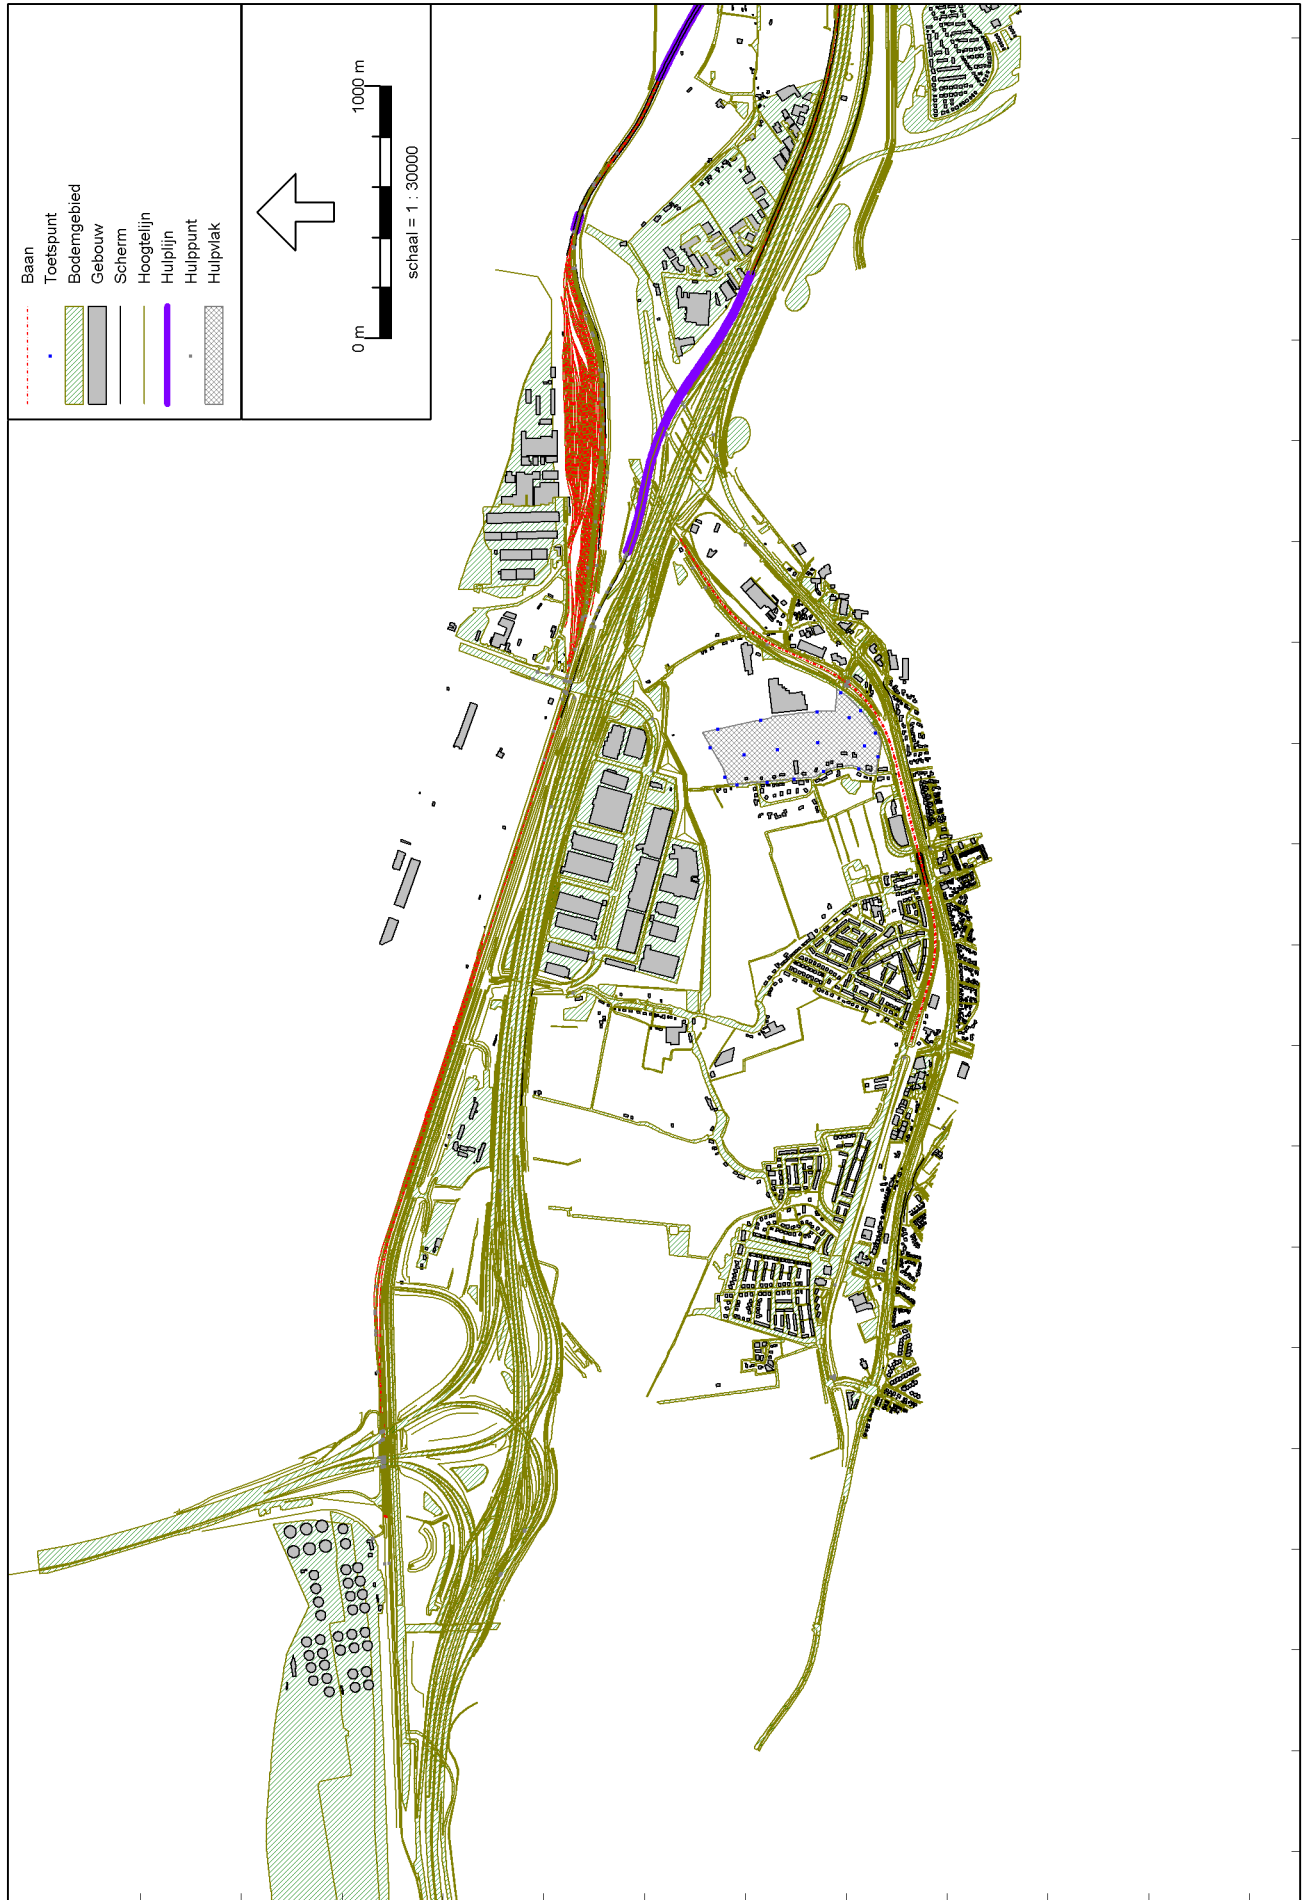 Baan
Toetspunt
Bodemgebied
Gebouw
Scherm
Hoogtelijn
Hulplijn
Hulppunt
Hulpvlak
0 m
1000 m
schaal = 1 : 30000